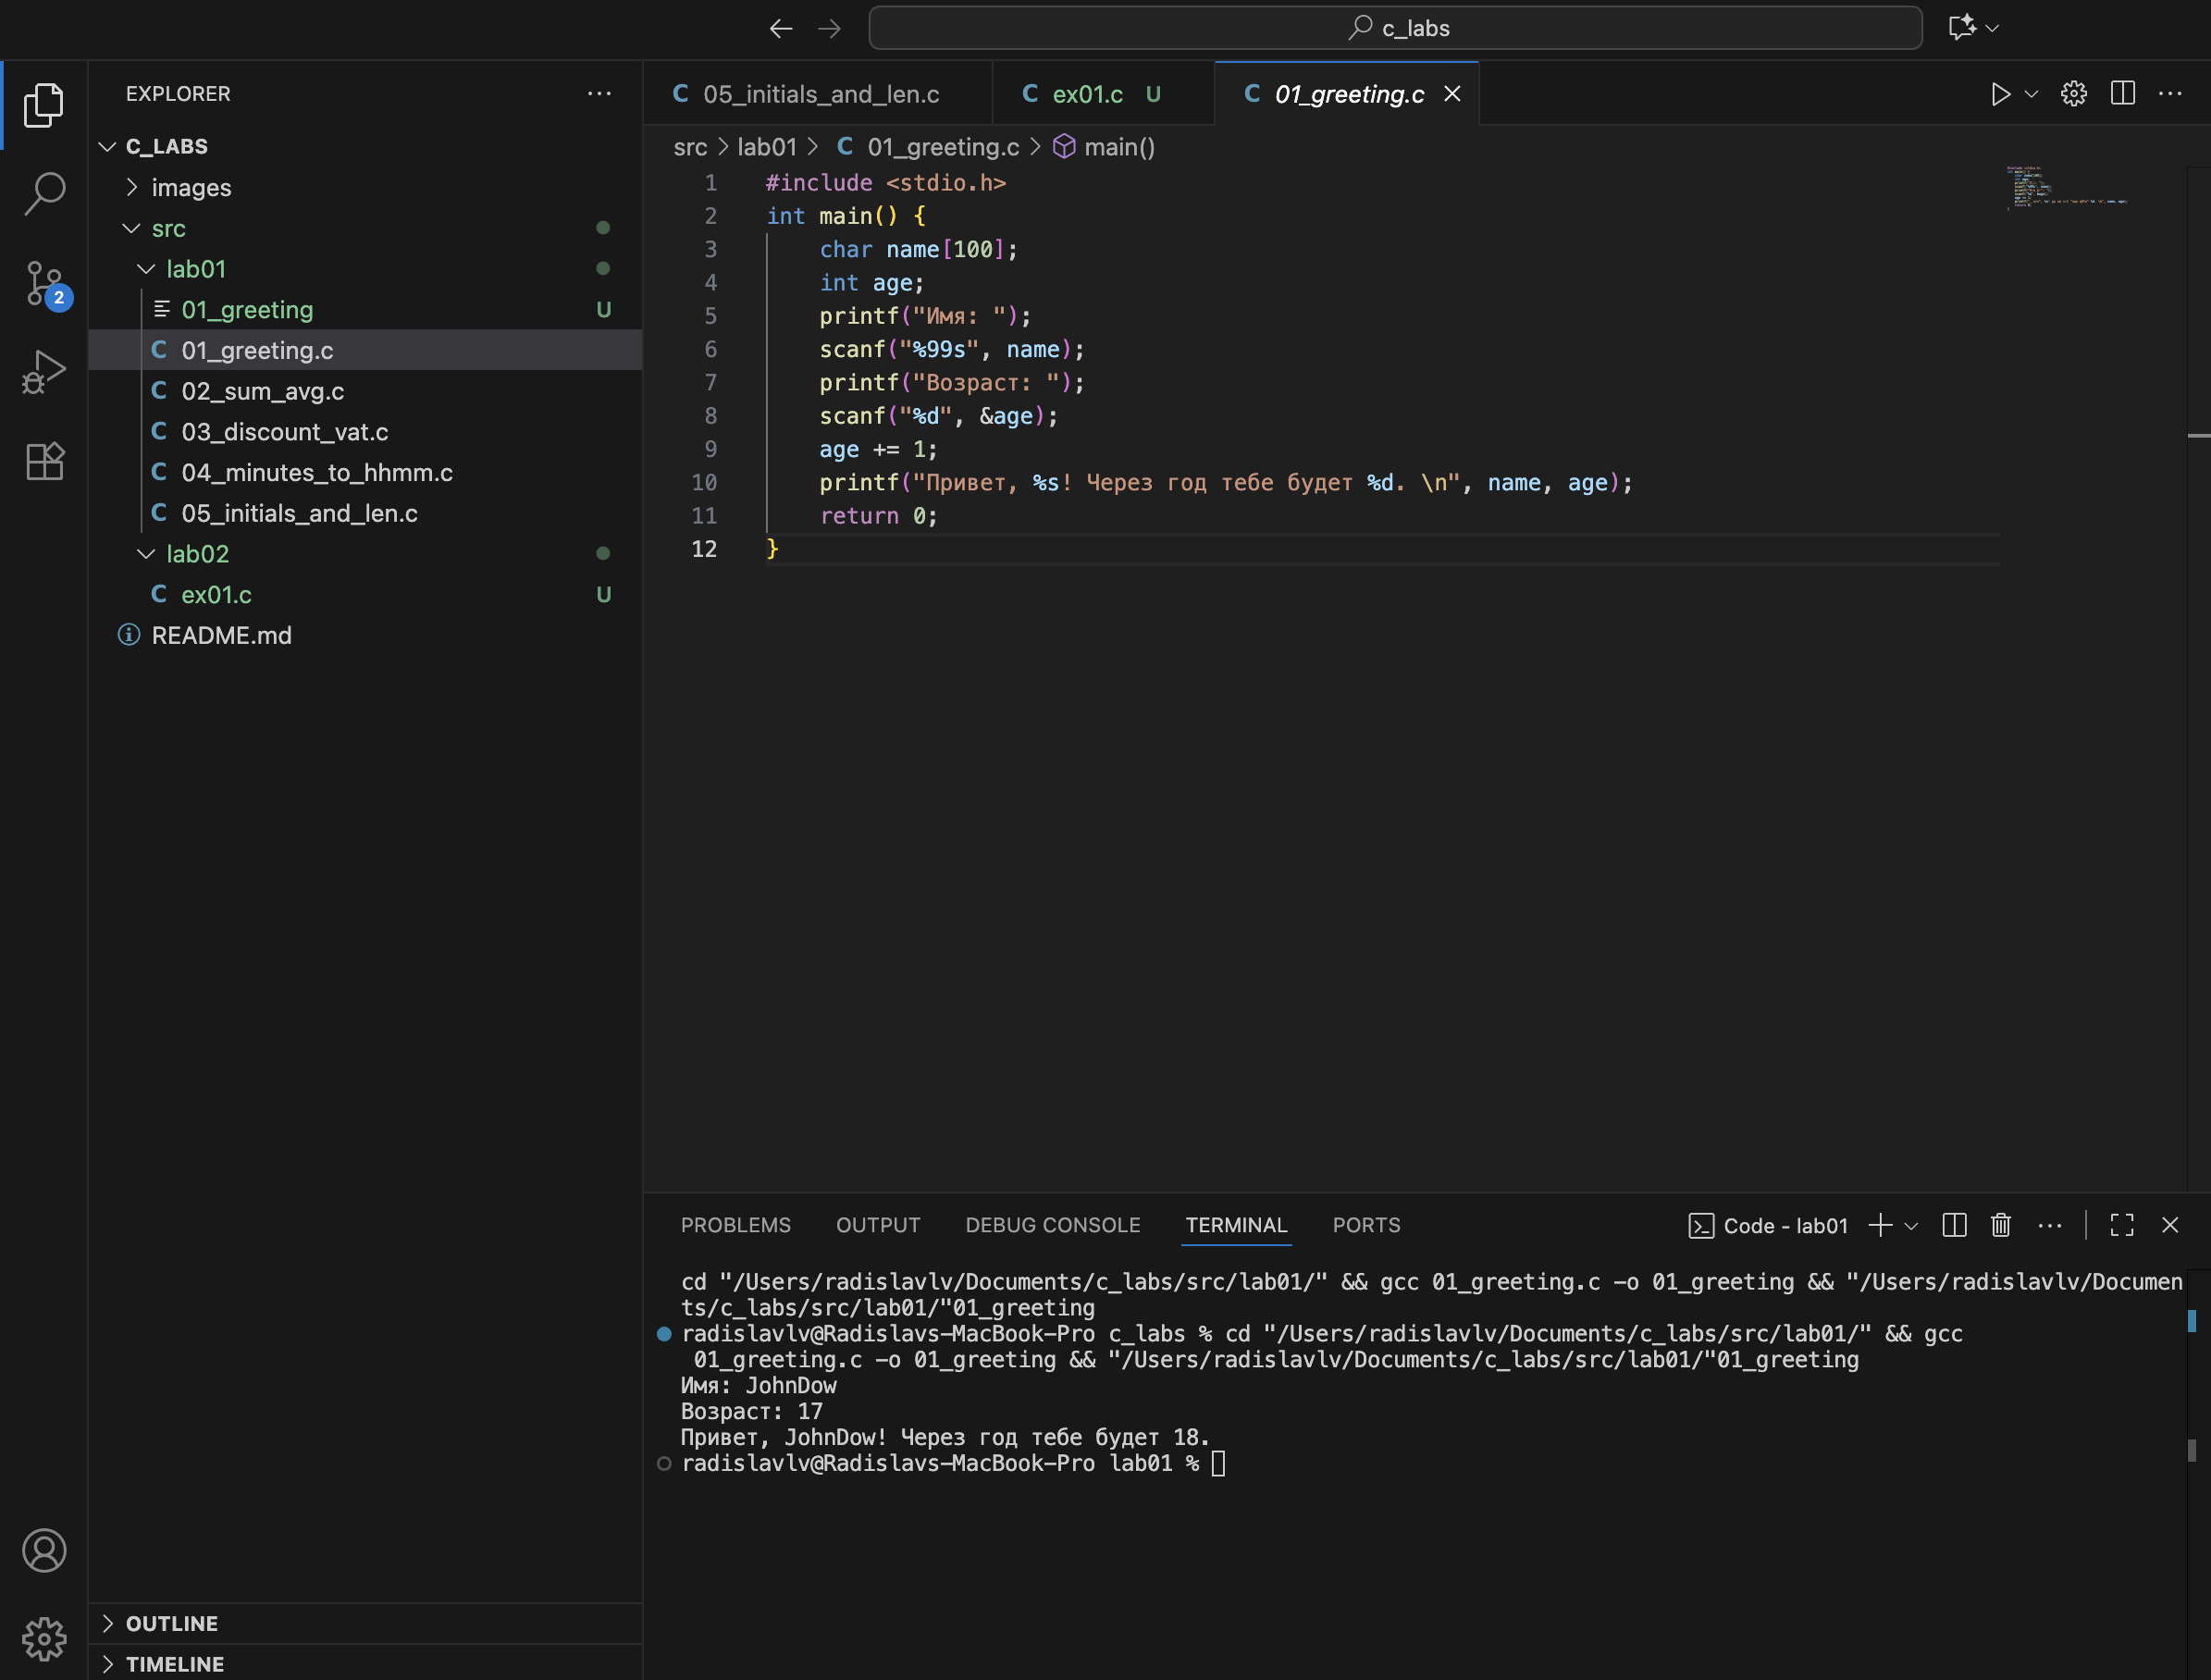 c_labs
EXPLORER
C_LABS
images
src
lab01
01_greeting U
C 01_greeting.c
C 02_sum_avg.c
C 03_discount_vat.c
C 04_minutes_to_hhmm.c
C 05_initials_and_len.c
lab02
C ex01.c U
README.md
2
OUTLINE
TIMELINE
C 05_initials_and_len.c
C ex01.c U
C 01_greeting.c
src > lab01 > C 01_greeting.c > main()
1 #include <stdio.h>
2 int main() {
3 char name[100];
4 int age;
5 printf("Имя: ");
6 scanf("%99s", name);
7 printf("Возраст: ");
8 scanf("%d", &age);
9 age += 1;
10 printf("Привет, %s! Через год тебе будет %d. \n", name, age);
11 return 0;
12 }
PROBLEMS OUTPUT DEBUG CONSOLE TERMINAL PORTS
Code - lab01
cd "/Users/radislavlv/Documents/c_labs/src/lab01/" && gcc 01_greeting.c -o 01_greeting && "/Users/radislavlv/Documen
ts/c_labs/src/lab01/"01_greeting
radislavlv@Radislavs-MacBook-Pro c_labs % cd "/Users/radislavlv/Documents/c_labs/src/lab01/" && gcc
01_greeting.c -o 01_greeting && "/Users/radislavlv/Documents/c_labs/src/lab01/"01_greeting
Имя: JohnDow
Возраст: 17
Привет, JohnDow! Через год тебе будет 18.
radislavlv@Radislavs-MacBook-Pro lab01 %